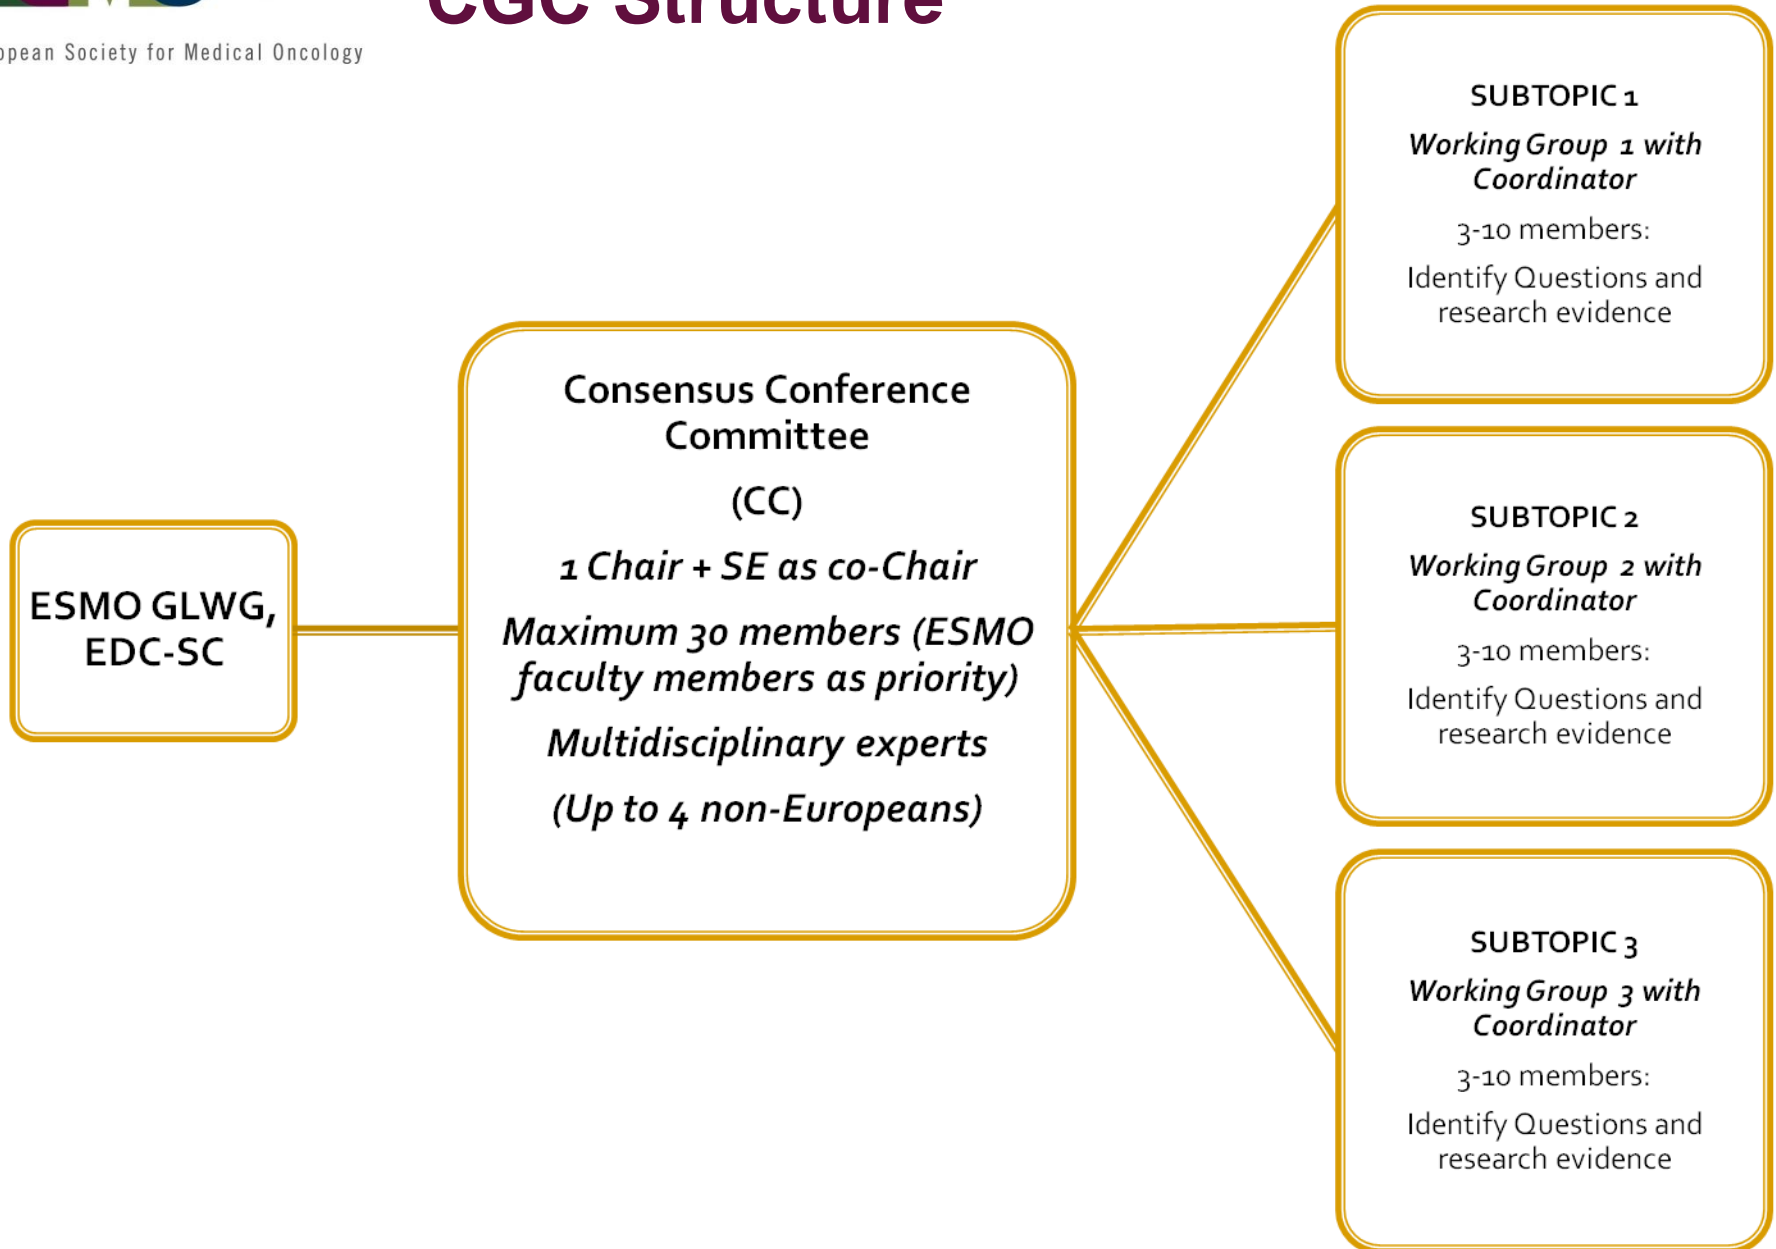 CGC Structure
opean Society for Medical Oncology
ESMO GLWG,
EDC-SC
Consensus Conference
Committee
(CC)
1 Chair + SE as co-Chair
Maximum 30 members (ESMO
faculty members as priority)
Multidisciplinary experts
(Up to 4 non-Europeans)
SUBTOPIC 1
Working Group 1 with
Coordinator
3-10 members:
Identify Questions and
research evidence
SUBTOPIC 2
Working Group 2 with
Coordinator
3-10 members:
Identify Questions and
research evidence
SUBTOPIC 3
Working Group 3 with
Coordinator
3-10 members:
Identify Questions and
research evidence